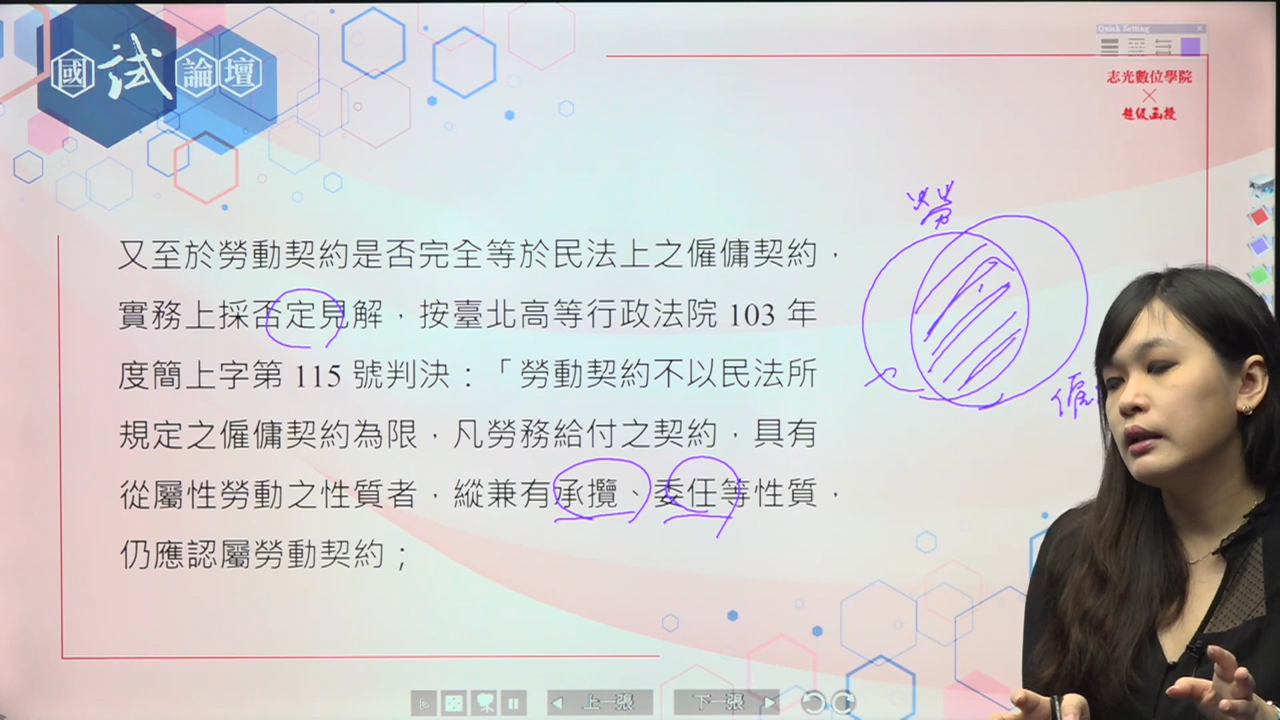 國試論壇
Quick Setting
志光數位學院
×
超級函授
勞
又至於勞動契約是否完全等於民法上之僱傭契約，
實務上採否定見解，按臺北高等行政法院 103 年
度簡上字第 115 號判決：「勞動契約不以民法所
規定之僱傭契約為限，凡勞務給付之契約，具有
從屬性勞動之性質者，縱兼有承攬、委任等性質，
仍應認屬勞動契約；
僱
上一張
下一張